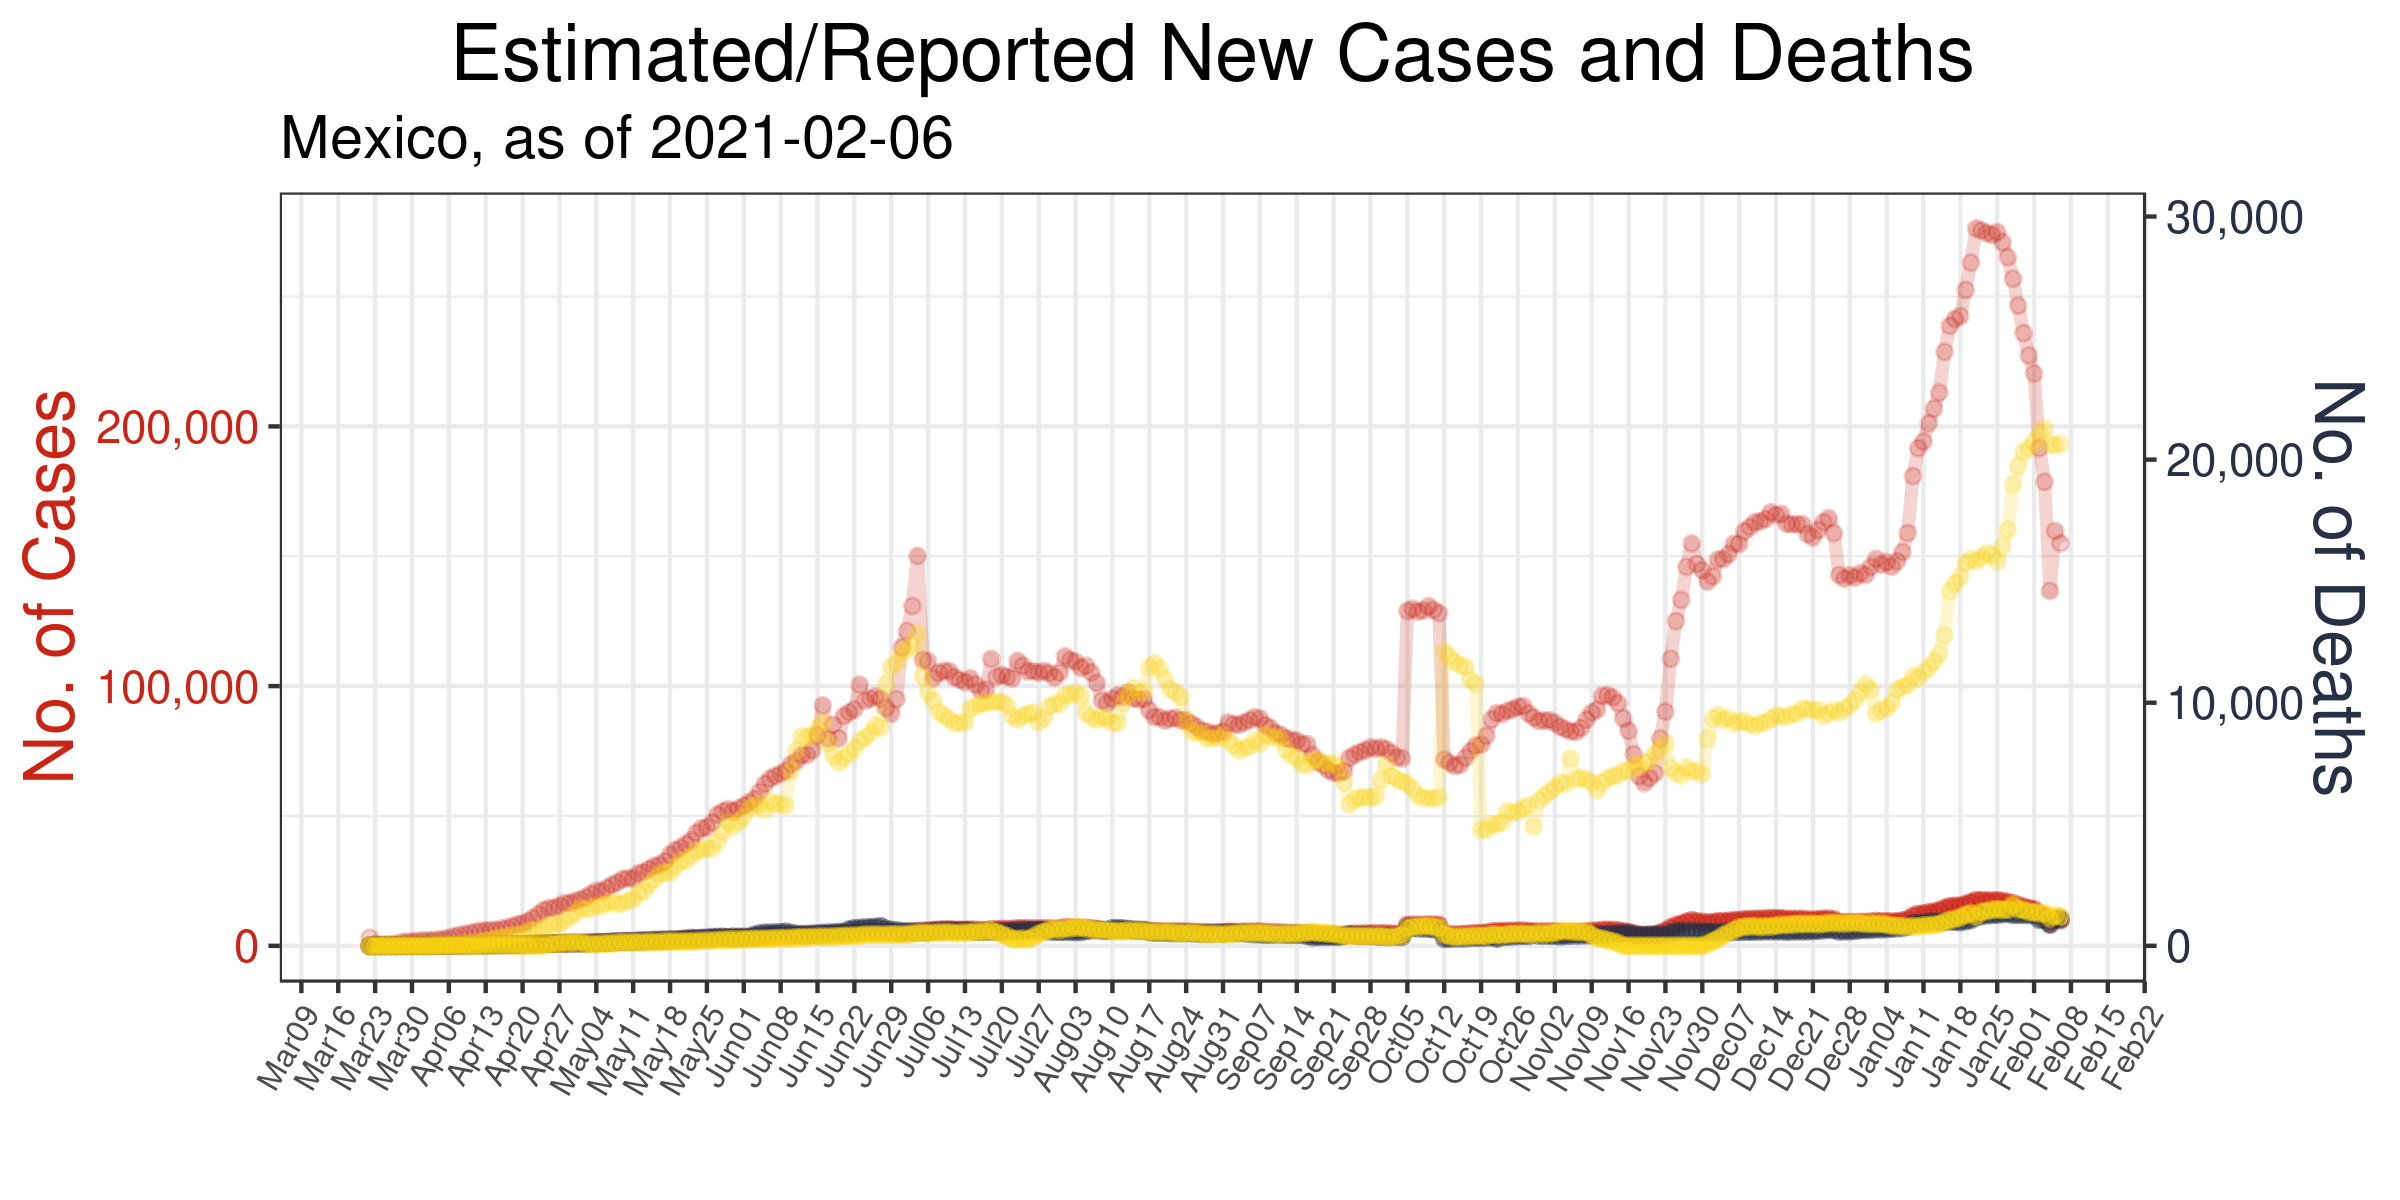 Estimated/Reported New Cases and Deaths
Mexico, as of 2021-02-06
No. of Cases
200,000
100,000
0
30,000
20,000
10,000
0
No. of Deaths
Mar09
Mar16
Mar23
Mar30
Apr06
Apr13
Apr20
Apr27
May04
May11
May18
May25
Jun01
Jun08
Jun15
Jun22
Jun29
Jul06
Jul13
Jul20
Jul27
Aug03
Aug10
Aug17
Aug24
Aug31
Sep07
Sep14
Sep21
Sep28
Oct05
Oct12
Oct19
Oct26
Nov02
Nov09
Nov16
Nov23
Nov30
Dec07
Dec14
Dec21
Dec28
Jan04
Jan11
Jan18
Jan25
Feb01
Feb08
Feb15
Feb22